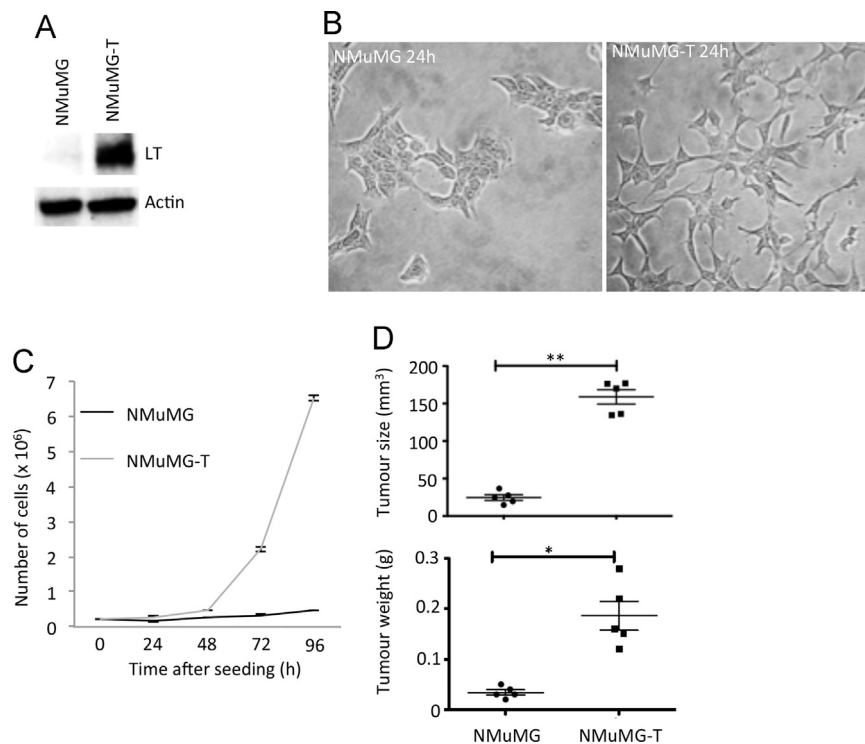 A
NMuMG
NMuMG-T
LT
Actin
B
NMuMG 24h
NMuMG-T 24h
C
Number of cells (x 10⁶)
7
6
5
4
3
2
1
0
NMuMG
NMuMG-T
0 24 48 72 96
Time after seeding (h)
D
Tumour size (mm³)
200
150
100
50
0
**
Tumour weight (g)
0.3
0.2
0.1
0
*
NMuMG NMuMG-T